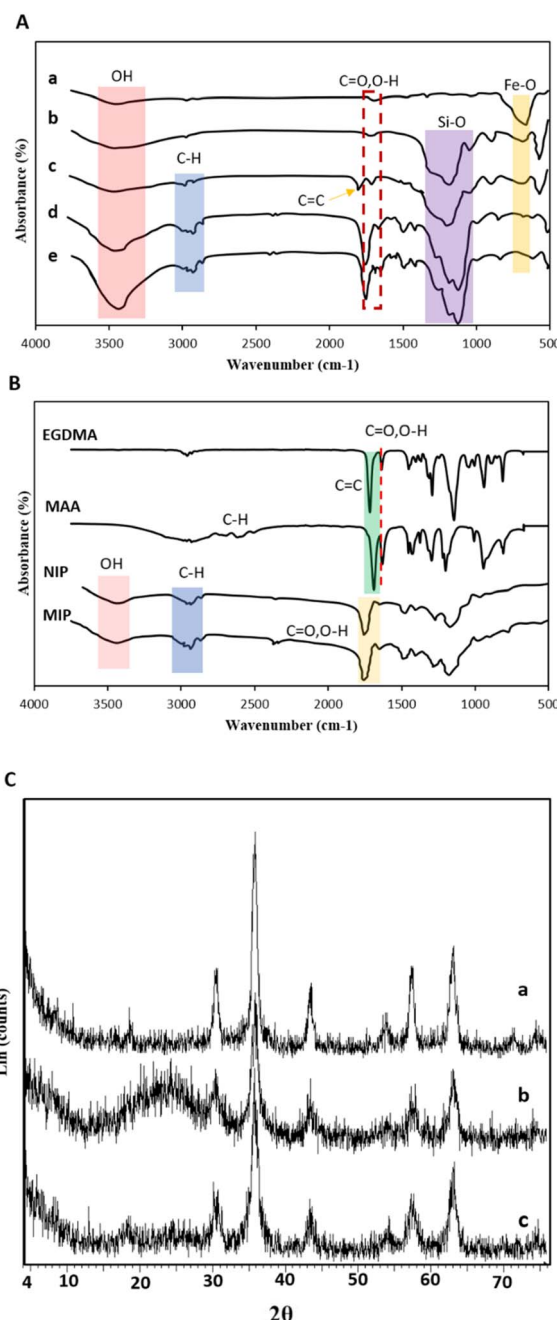 A
a
OH
C=O,O-H
Fe-O
b
Si-O
C-H
c
C=C
d
e
Absorbance (%)
4000 3500 3000 2500 2000 1500 1000 500
Wavenumber (cm-1)
B
EGDMA
C=O,O-H
C=C
MAA
C-H
NIP
OH
C-H
MIP
C=O,O-H
Absorbance (%)
4000 3500 3000 2500 2000 1500 1000 500
Wavenumber (cm-1)
C
a
b
c
(counts)
4 10 20 30 40 50 60 70
2θ